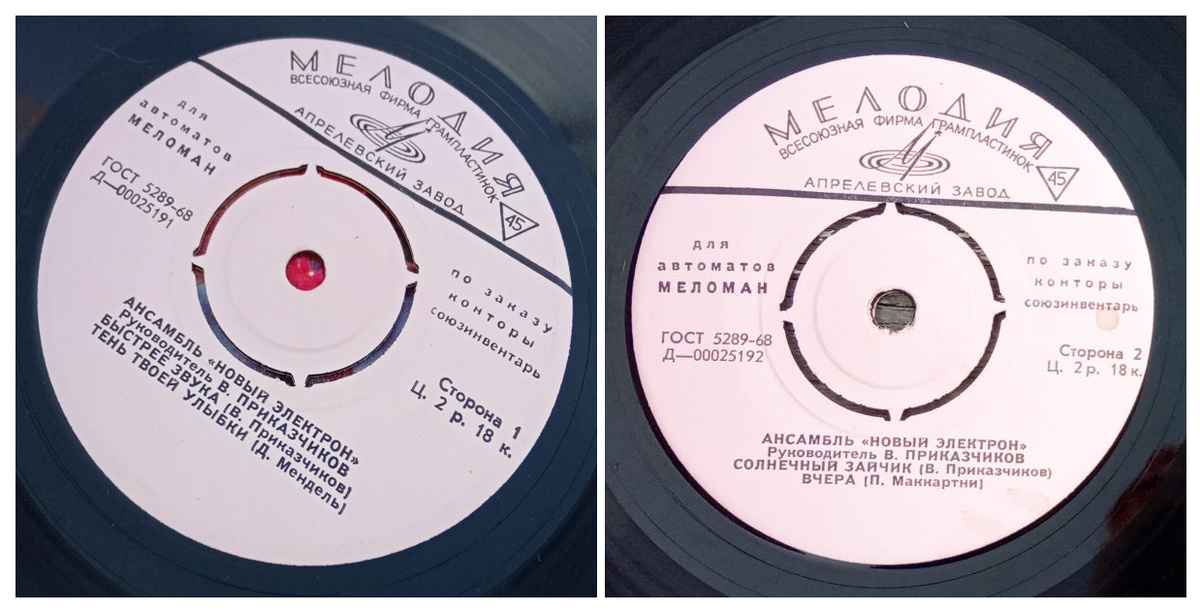 МЕЛОДИЯ
ВСЕСОЮЗНАЯ ФИРМА ГРАМПЛАСТИНОК
АПРЕЛЕВСКИЙ ЗАВОД
45
для
автоматов
МЕЛОМАН
ГОСТ 5289-68
Д—00025191
по заказу
конторы
союзинвентарь
Сторона 1
Ц. 2 р. 18 к.
АНСАМБЛЬ «НОВЫЙ ЭЛЕКТРОН»
Руководитель В. ПРИКАЗЧИКОВ
БЫСТРЕЕ ЗВУКА (В. Приказчиков)
ТЕНЬ ТВОЕЙ УЛЫБКИ (Д. Мендель)
МЕЛОДИЯ
ВСЕСОЮЗНАЯ ФИРМА ГРАМПЛАСТИНОК
АПРЕЛЕВСКИЙ ЗАВОД
45
для
автоматов
МЕЛОМАН
ГОСТ 5289-68
Д—00025192
по заказу
конторы
союзинвентарь
Сторона 2
Ц. 2 р. 18 к.
АНСАМБЛЬ «НОВЫЙ ЭЛЕКТРОН»
Руководитель В. ПРИКАЗЧИКОВ
СОЛНЕЧНЫЙ ЗАЙЧИК (В. Приказчиков)
ВЧЕРА (П. Маккартни)